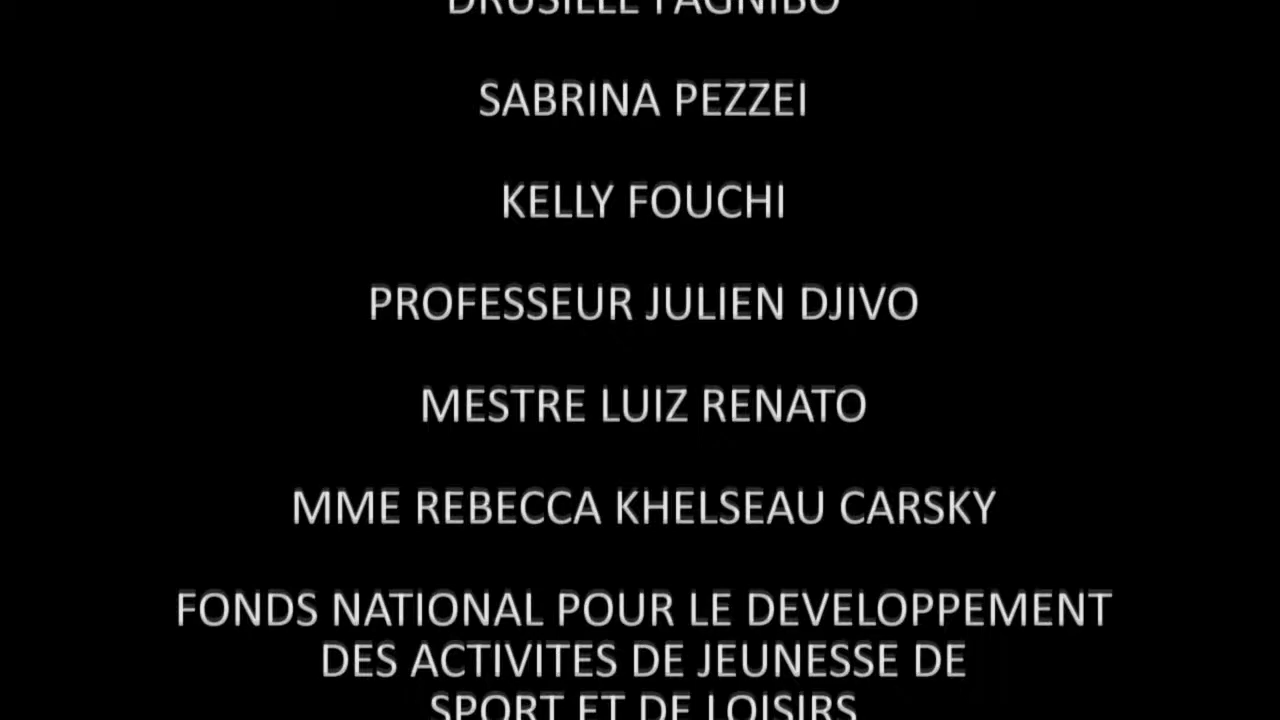 DRUSILLE FAGNIBO
SABRINA PEZZEI
KELLY FOUCHI
PROFESSEUR JULIEN DJIVO
MESTRE LUIZ RENATO
MME REBECCA KHELSEAU CARSKY
FONDS NATIONAL POUR LE DEVELOPPEMENT
DES ACTIVITES DE JEUNESSE DE
SPORT ET DE LOISIRS